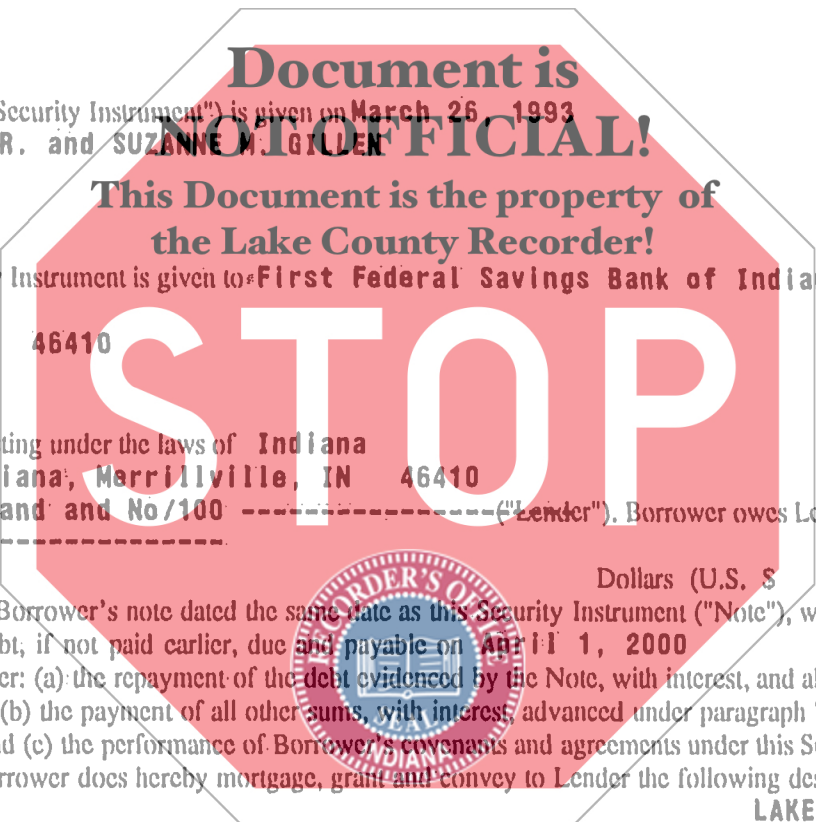 Document is
Security Instrument") is given on March 26, 1993
R. and SUZANNE M. GILLEN
NOT OFFICIAL!
This Document is the property of
the Lake County Recorder!
Instrument is given to First Federal Savings Bank of India
46410
STOP
ting under the laws of Indiana
iana, Merrillville, IN 46410
and and No/100 ------------------("Lender"). Borrower owes Le
----------------
Dollars (U.S. $
Borrower's note dated the same date as this Security Instrument ("Note"), w
bt, if not paid earlier, due and payable on April 1, 2000
er: (a) the repayment of the debt evidenced by the Note, with interest, and al
(b) the payment of all other sums, with interest, advanced under paragraph
d (c) the performance of Borrower's covenants and agreements under this Se
rrower does hereby mortgage, grant and convey to Lender the following des
LAKE
RECORDER'S OF
SEAL
INDIANA